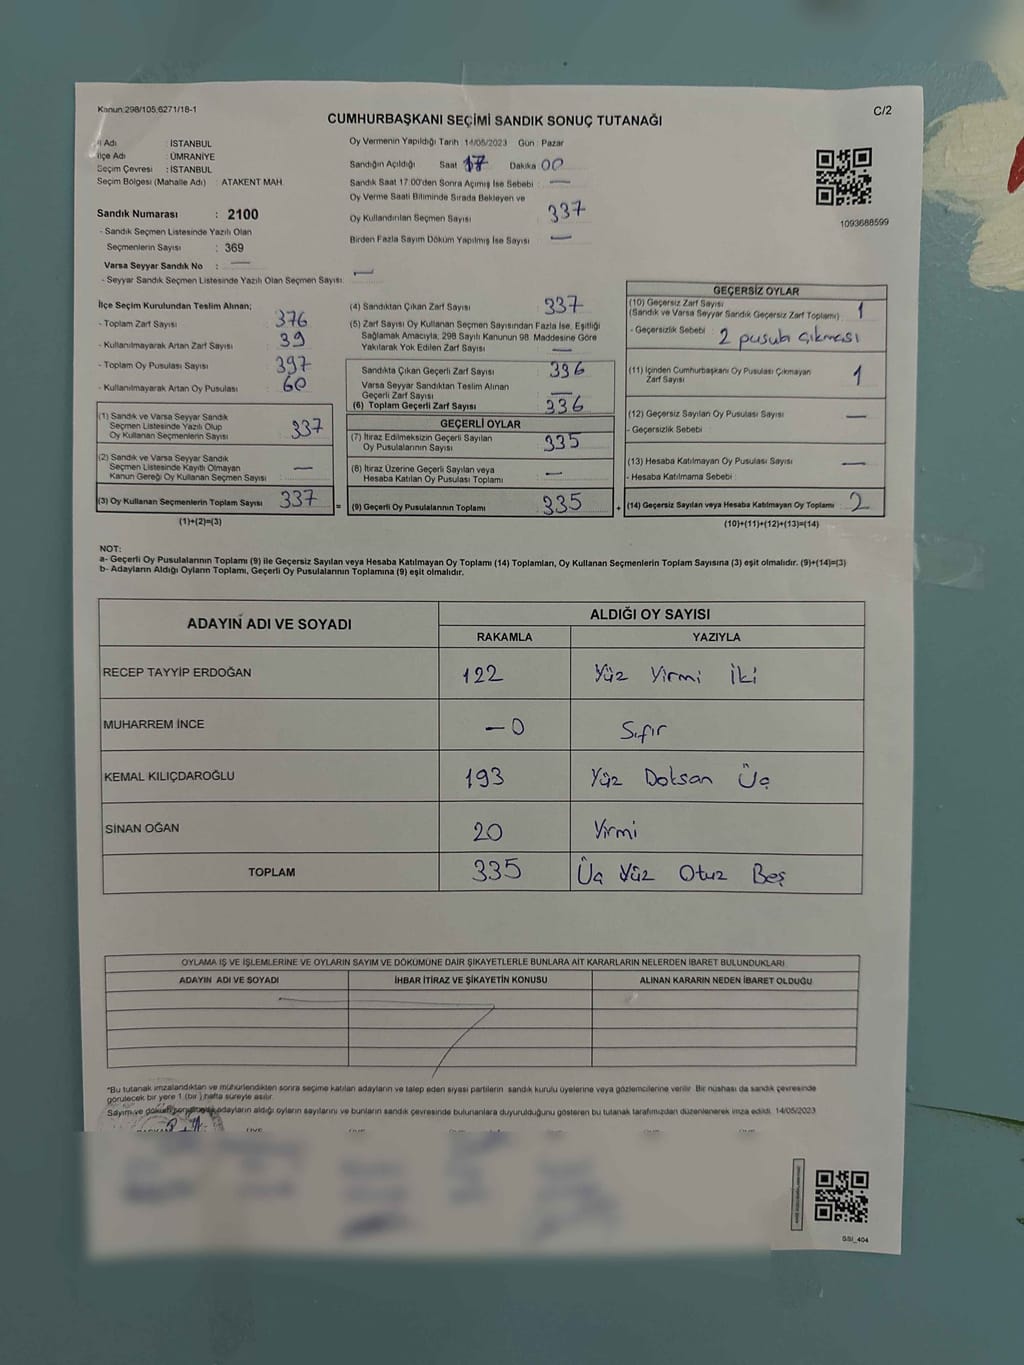 Kanun:298/105,6271/18-1
C/2
CUMHURBAŞKANI SEÇİMİ SANDIK SONUÇ TUTANAĞI
İl Adı : İSTANBUL
İlçe Adı : ÜMRANİYE
Seçim Çevresi : İSTANBUL
Seçim Bölgesi (Mahalle Adı) : ATAKENT MAH.
Sandık Numarası : 2100
- Sandık Seçmen Listesinde Yazılı Olan
Seçmenlerin Sayısı : 369
Varsa Seyyar Sandık No : —
- Seyyar Sandık Seçmen Listesinde Yazılı Olan Seçmen Sayısı: —
Oy Vermenin Yapıldığı Tarih 14/05/2023 Gün : Pazar
Sandığın Açıldığı Saat 17 Dakika 00
Sandık Saat 17.00'den Sonra Açımış İse Sebebi : —
Oy Verme Saati Bitiminde Sırada Bekleyen ve
Oy Kullandırılan Seçmen Sayısı 337
Birden Fazla Sayım Döküm Yapılmış İse Sayısı —
1093688599
İlçe Seçim Kurulundan Teslim Alınan;
- Toplam Zarf Sayısı 376
- Kullanılmayarak Artan Zarf Sayısı 39
- Toplam Oy Pusulası Sayısı 397
- Kullanılmayarak Artan Oy Pusulası 60
(1) Sandık ve Varsa Seyyar Sandık
Seçmen Listesinde Yazılı Olup
Oy Kullanan Seçmenlerin Sayısı 337
(2) Sandık ve Varsa Seyyar Sandık
Seçmen Listesinde Kayıtlı Olmayan
Kanun Gereği Oy Kullanan Seçmen Sayısı —
(3) Oy Kullanan Seçmenlerin Toplam Sayısı 337
(1)+(2)=(3)
(4) Sandıktan Çıkan Zarf Sayısı 337
(5) Zarf Sayısı Oy Kullanan Seçmen Sayısından Fazla İse, Eşitliği
Sağlamak Amacıyla, 298 Sayılı Kanunun 98. Maddesine Göre
Yakılarak Yok Edilen Zarf Sayısı —
Sandıkta Çıkan Geçerli Zarf Sayısı 336
Varsa Seyyar Sandıktan Teslim Alınan
Geçerli Zarf Sayısı —
(6) Toplam Geçerli Zarf Sayısı 336
GEÇERLİ OYLAR
(7) İtiraz Edilmeksizin Geçerli Sayılan
Oy Pusulalarının Sayısı 335
(8) İtiraz Üzerine Geçerli Sayılan veya
Hesaba Katılan Oy Pusulası Toplamı —
= (9) Geçerli Oy Pusulalarının Toplamı 335
GEÇERSİZ OYLAR
(10) Geçersiz Zarf Sayısı
(Sandık ve Varsa Seyyar Sandık Geçersiz Zarf Toplamı) 1
- Geçersizlik Sebebi : 2 pusula çıkması
(11) İçinden Cumhurbaşkanı Oy Pusulası Çıkmayan
Zarf Sayısı 1
(12) Geçersiz Sayılan Oy Pusulası Sayısı —
- Geçersizlik Sebebi :
(13) Hesaba Katılmayan Oy Pusulası Sayısı —
- Hesaba Katılmama Sebebi :
+ (14) Geçersiz Sayılan veya Hesaba Katılmayan Oy Toplamı 2
(10)+(11)+(12)+(13)=(14)
NOT:
a- Geçerli Oy Pusulalarının Toplamı (9) ile Geçersiz Sayılan veya Hesaba Katılmayan Oy Toplamı (14) Toplamları, Oy Kullanan Seçmenlerin Toplam Sayısına (3) eşit olmalıdır. (9)+(14)=(3)
b- Adayların Aldığı Oyların Toplamı, Geçerli Oy Pusulalarının Toplamına (9) eşit olmalıdır.
ADAYIN ADI VE SOYADI ALDIĞI OY SAYISI
RAKAMLA YAZIYLA
RECEP TAYYİP ERDOĞAN 122 Yüz Yirmi İki
MUHARREM İNCE — 0 Sıfır
KEMAL KILIÇDAROĞLU 193 Yüz Doksan Üç
SİNAN OĞAN 20 Yirmi
TOPLAM 335 Üç Yüz Otuz Beş
OYLAMA İŞ VE İŞLEMLERİNE VE OYLARIN SAYIM VE DÖKÜMÜNE DAİR ŞİKAYETLERLE BUNLARA AİT KARARLARIN NELERDEN İBARET BULUNDUKLARI
ADAYIN ADI VE SOYADI İHBAR İTİRAZ VE ŞİKAYETİN KONUSU ALINAN KARARIN NEDEN İBARET OLDUĞU
*Bu tutanak imzalandıktan ve mühürlendikten sonra seçime katılan adayların ve talep eden siyasi partilerin sandık kurulu üyelerine veya gözlemcilerine verilir. Bir nüshası da sandık çevresinde
görülecek bir yere 1 (bir) hafta süreyle asılır.
Sayım ve döküm adayların aldığı oyların sayılarını ve bunların sandık çevresinde bulunanlara duyurulduğunu gösteren bu tutanak tarafımızdan düzenlenerek imza edildi. 14/05/2023
SSI_404